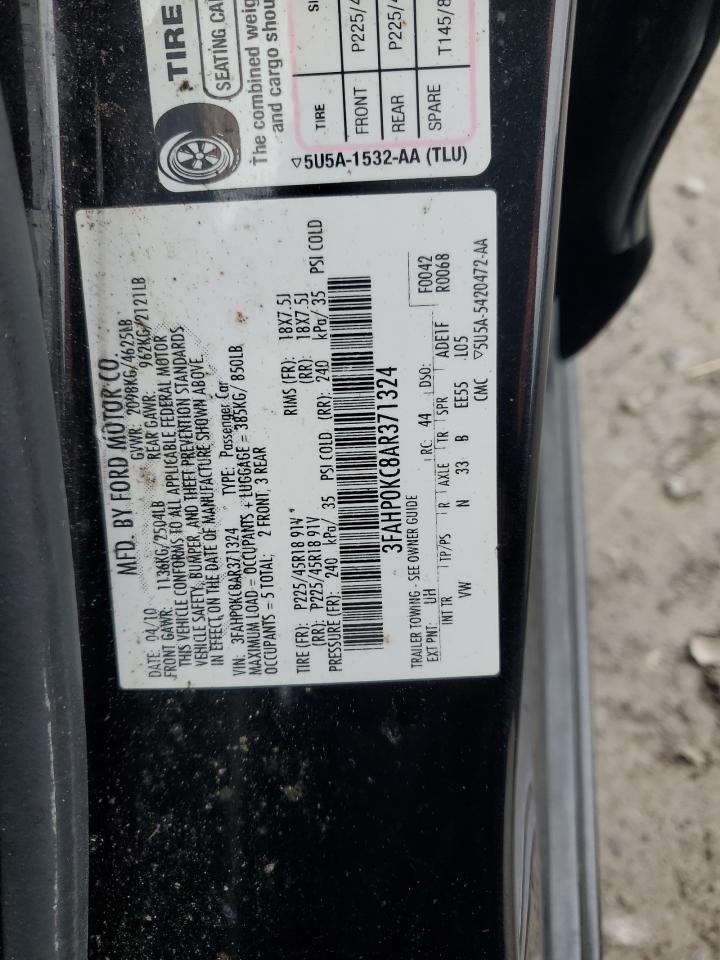 TIRE
SEATING CA
The combined weig
and cargo shou
TIRE SI
FRONT P225/4
REAR P225/4
SPARE T145/8
▽5U5A-1532-AA (TLU)
MFD. BY FORD MOTOR CO.
DATE: 04/10 GVWR: 2098KG/4625LB
FRONT GAWR: 1136KG/2504LB REAR GAWR: 962KG/2121LB
THIS VEHICLE CONFORMS TO ALL APPLICABLE FEDERAL MOTOR
VEHICLE SAFETY, BUMPER, AND THEFT PREVENTION STANDARDS
IN EFFECT ON THE DATE OF MANUFACTURE SHOWN ABOVE.
VIN: 3FAHP0KC8AR371324 TYPE: Passenger Car
MAXIMUM LOAD = OCCUPANTS + LUGGAGE = 385KG/ 850LB
OCCUPANTS = 5 TOTAL; 2 FRONT, 3 REAR
TIRE (FR): P225/45R18 91V RIMS (FR): 18X7.5J
(RR): P225/45R18 91V (RR): 18X7.5J
PRESSURE (FR): 240 kPa/ 35 PSI COLD (RR): 240 kPa/ 35 PSI COLD
3FAHP0KC8AR371324
TRAILER TOWING - SEE OWNER GUIDE
EXT PNT: UH RC: 44 DSO: F0042
R0068
INT TR TP/PS R AXLE TR SPR ADE1F
VW N 33 B EE55 L05
CMC ▽5U5A-5420472-AA